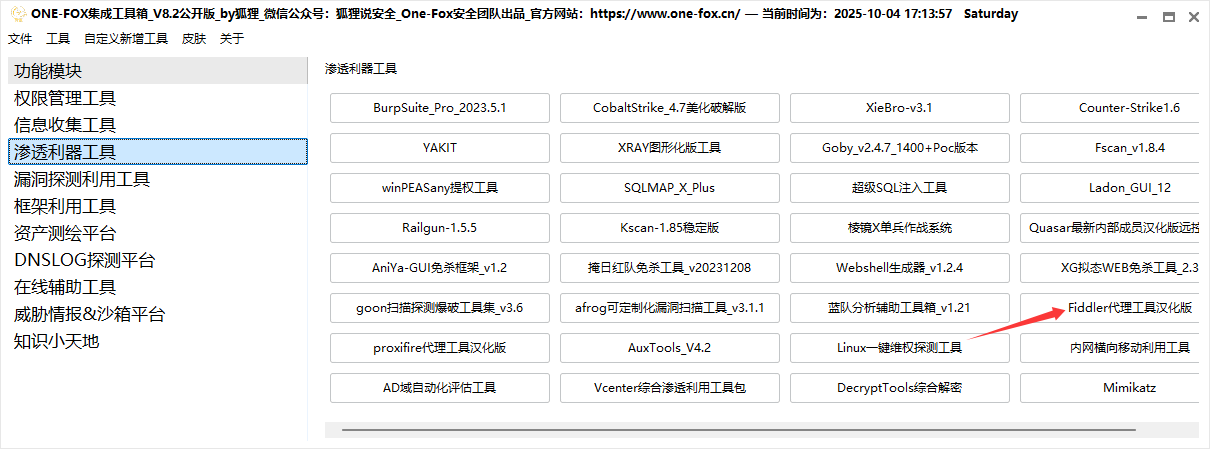 ONE-FOX集成工具箱_V8.2公开版_by狐狸_微信公众号：狐狸说安全_One-Fox安全团队出品_官方网站：https://www.one-fox.cn/ — 当前时间为：2025-10-04 17:13:57 Saturday
文件 工具 自定义新增工具 皮肤 关于
功能模块
权限管理工具
信息收集工具
渗透利器工具
漏洞探测利用工具
框架利用工具
资产测绘平台
DNSLOG探测平台
在线辅助工具
威胁情报&沙箱平台
知识小天地
渗透利器工具
BurpSuite_Pro_2023.5.1 CobaltStrike_4.7美化破解版 XieBro-v3.1 Counter-Strike1.6
YAKIT XRAY图形化版工具 Goby_v2.4.7_1400+Poc版本 Fscan_v1.8.4
winPEASany提权工具 SQLMAP_X_Plus 超级SQL注入工具 Ladon_GUI_12
Railgun-1.5.5 Kscan-1.85稳定版 棱镜X单兵作战系统 Quasar最新内部成员汉化版远控
AniYa-GUI免杀框架_v1.2 掩日红队免杀工具_v20231208 Webshell生成器_v1.2.4 XG拟态WEB免杀工具_2.3
goon扫描探测爆破工具集_v3.6 afrog可定制化漏洞扫描工具_v3.1.1 蓝队分析辅助工具箱_v1.21 Fiddler代理工具汉化版
proxifire代理工具汉化版 AuxTools_V4.2 Linux一键维权探测工具 内网横向移动利用工具
AD域自动化评估工具 Vcenter综合渗透利用工具包 DecryptTools综合解密 Mimikatz